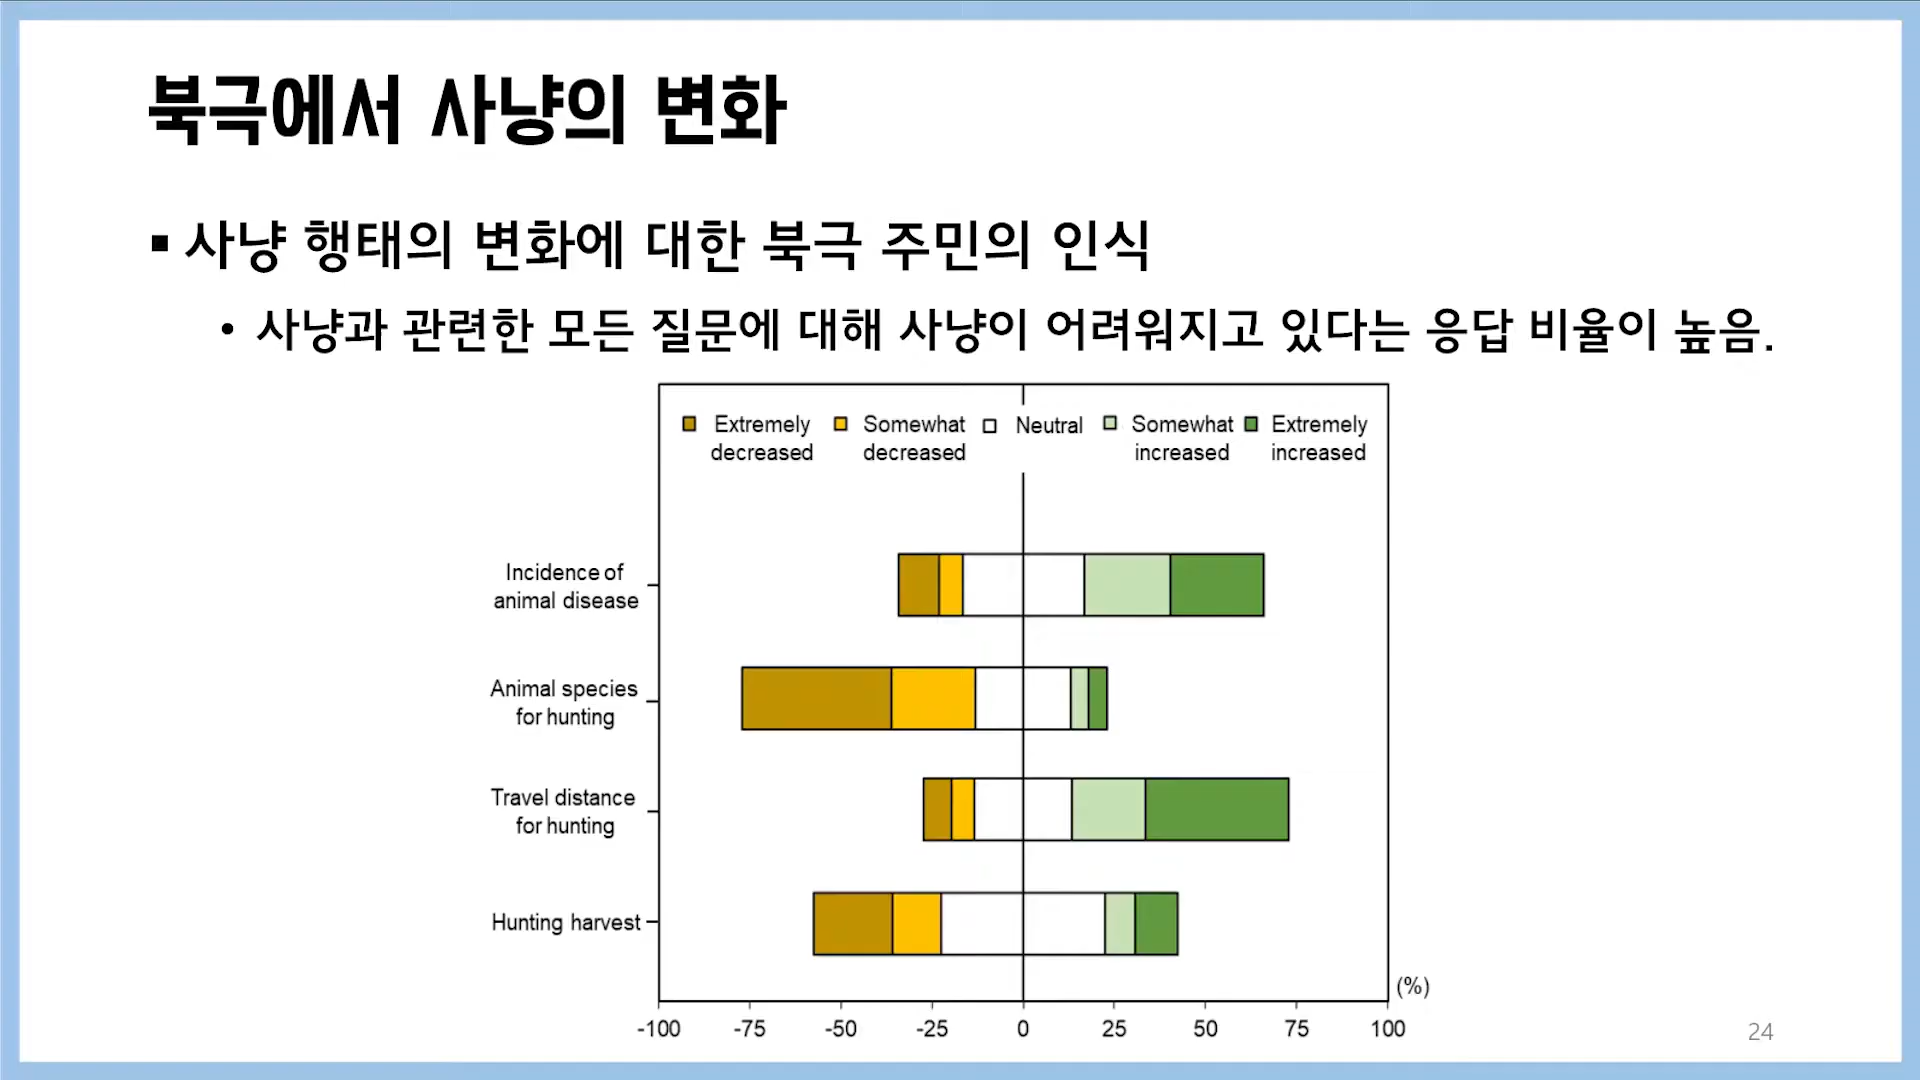 북극에서 사냥의 변화
▪ 사냥 행태의 변화에 대한 북극 주민의 인식
• 사냥과 관련한 모든 질문에 대해 사냥이 어려워지고 있다는 응답 비율이 높음.
Extremely decreased
Somewhat decreased
Neutral
Somewhat increased
Extremely increased
Incidence of
animal disease
Animal species
for hunting
Travel distance
for hunting
Hunting harvest
(%)
-100 -75 -50 -25 0 25 50 75 100
24